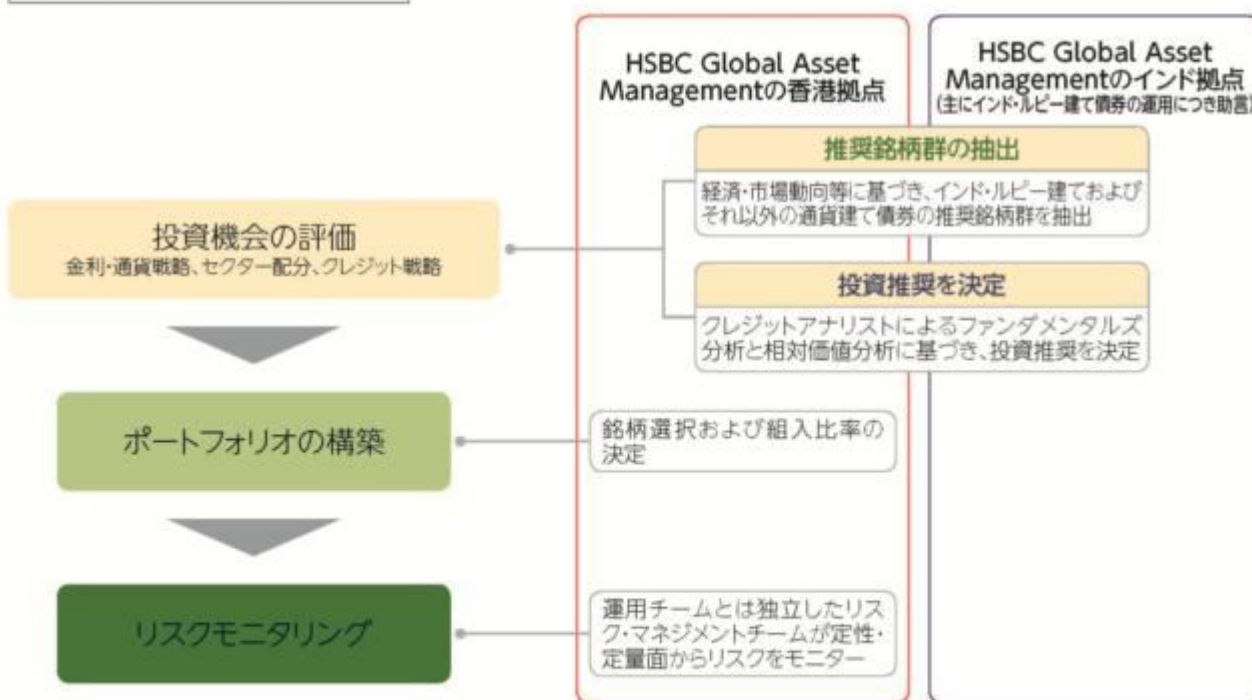 HSBC Global Asset
Managementの香港拠点
HSBC Global Asset
Managementのインド拠点
(主にインド・ルピー建て債券の運用につき助言)
推奨銘柄群の抽出
経済・市場動向等に基づき、インド・ルピー建ておよび
それ以外の通貨建て債券の推奨銘柄群を抽出
投資機会の評価
金利・通貨戦略、セクター配分、クレジット戦略
投資推奨を決定
クレジットアナリストによるファンダメンタルズ
分析と相対価値分析に基づき、投資推奨を決定
ポートフォリオの構築
銘柄選択および組入比率の
決定
リスクモニタリング
運用チームとは独立したリス
ク・マネジメントチームが定性・
定量面からリスクをモニター